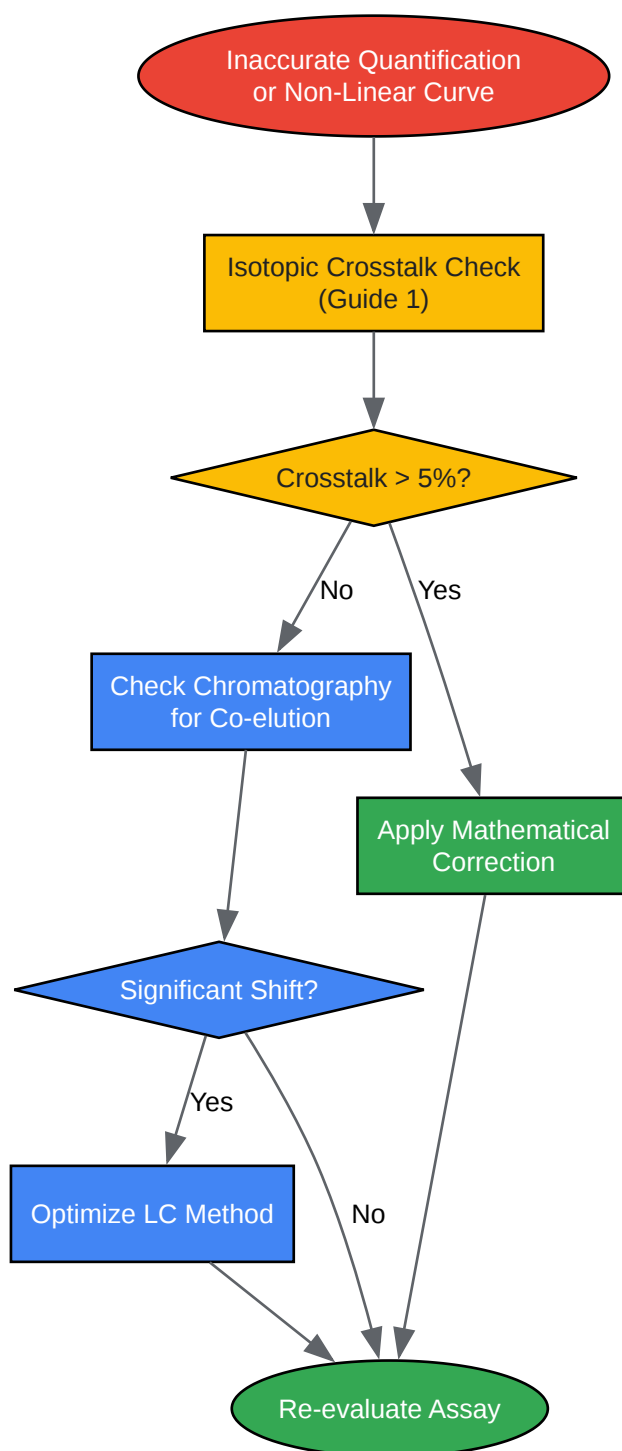 Inaccurate Quantification
or Non-Linear Curve
Isotopic Crosstalk Check
(Guide 1)
Crosstalk > 5%?
No
Yes
Check Chromatography
for Co-elution
Apply Mathematical
Correction
Significant Shift?
Yes
No
Optimize LC Method
Re-evaluate Assay